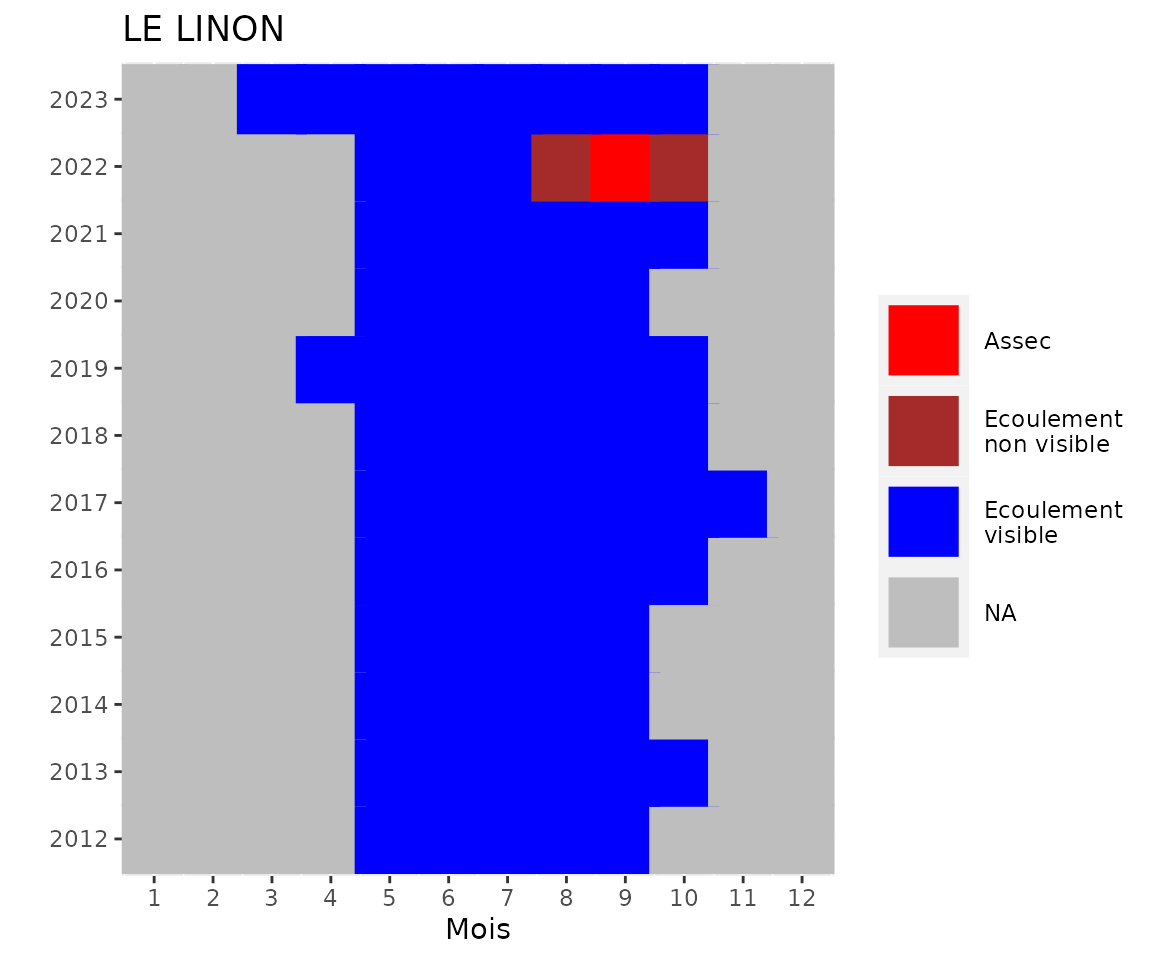 LE LINON
2023
2022
2021
2020
2019
2018
2017
2016
2015
2014
2013
2012
1 2 3 4 5 6 7 8 9 10 11 12
Mois
Assec
Ecoulement
non visible
Ecoulement
visible
NA